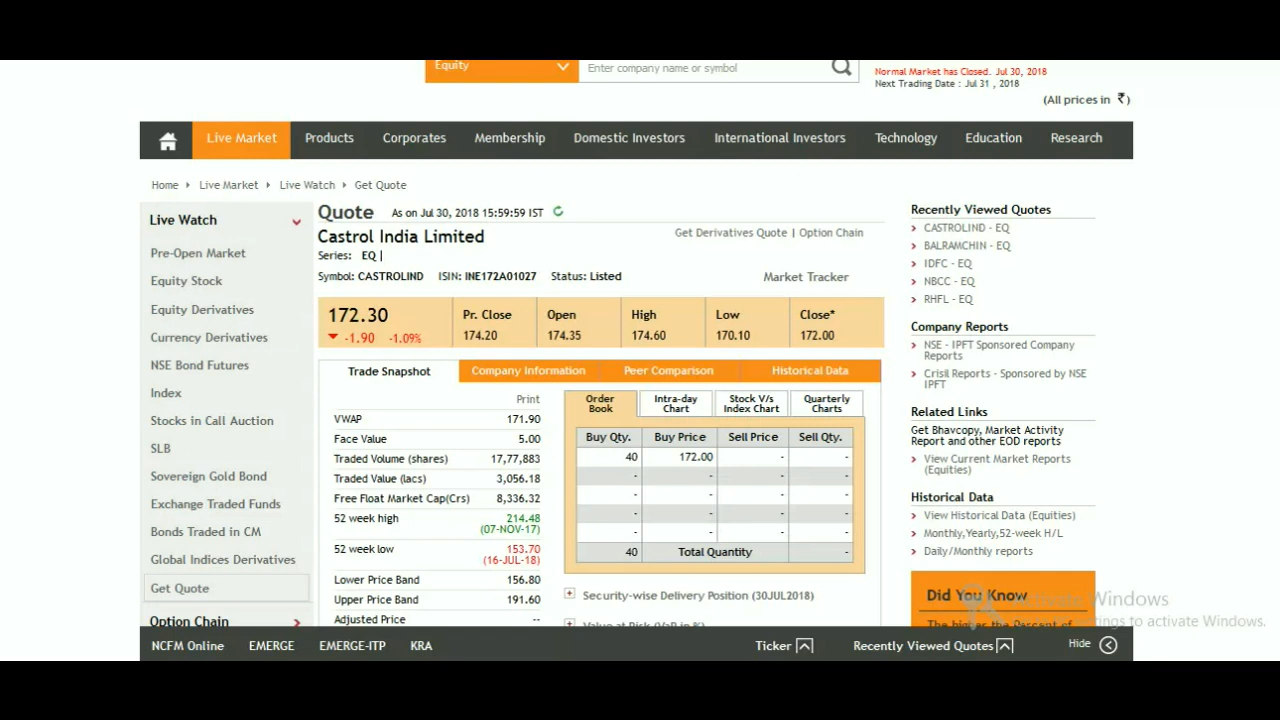 Equity
Enter company name or symbol
Normal Market has Closed. Jul 30, 2018
Next Trading Date : Jul 31 , 2018
(All prices in ₹)
Live Market Products Corporates Membership Domestic Investors International Investors Technology Education Research
Home Live Market Live Watch Get Quote
Live Watch
Pre-Open Market
Equity Stock
Equity Derivatives
Currency Derivatives
NSE Bond Futures
Index
Stocks in Call Auction
SLB
Sovereign Gold Bond
Exchange Traded Funds
Bonds Traded in CM
Global Indices Derivatives
Get Quote
Option Chain
Quote As on Jul 30, 2018 15:59:59 IST
Castrol India Limited
Get Derivatives Quote | Option Chain
Series: EQ |
Symbol: CASTROLIND ISIN: INE172A01027 Status: Listed
Market Tracker
172.30 Pr. Close Open High Low Close*
-1.90 -1.09% 174.20 174.35 174.60 170.10 172.00
Trade Snapshot Company Information Peer Comparison Historical Data
Print
VWAP 171.90
Face Value 5.00
Traded Volume (shares) 17,77,883
Traded Value (lacs) 3,056.18
Free Float Market Cap(Crs) 8,336.32
52 week high 214.48
(07-NOV-17)
52 week low 153.70
(16-JUL-18)
Lower Price Band 156.80
Upper Price Band 191.60
Adjusted Price --
Order Book
Intra-day Chart
Stock V/s Index Chart
Quarterly Charts
Buy Qty. Buy Price Sell Price Sell Qty.
40 172.00 - -
- - - -
- - - -
- - - -
- - - -
40 Total Quantity -
Security-wise Delivery Position (30JUL2018)
Value at Risk (VaR in %)
Recently Viewed Quotes
CASTROLIND - EQ
BALRAMCHIN - EQ
IDFC - EQ
NBCC - EQ
RHFL - EQ
Company Reports
NSE - IPFT Sponsored Company
Reports
Crisil Reports - Sponsored by NSE
IPFT
Related Links
Get Bhavcopy, Market Activity
Report and other EOD reports
View Current Market Reports
(Equities)
Historical Data
View Historical Data (Equities)
Monthly,Yearly,52-week H/L
Daily/Monthly reports
Did You Know
The higher the Percent of
Activate Windows
ettings to activate Windows.
NCFM Online EMERGE EMERGE-ITP KRA Ticker Recently Viewed Quotes Hide